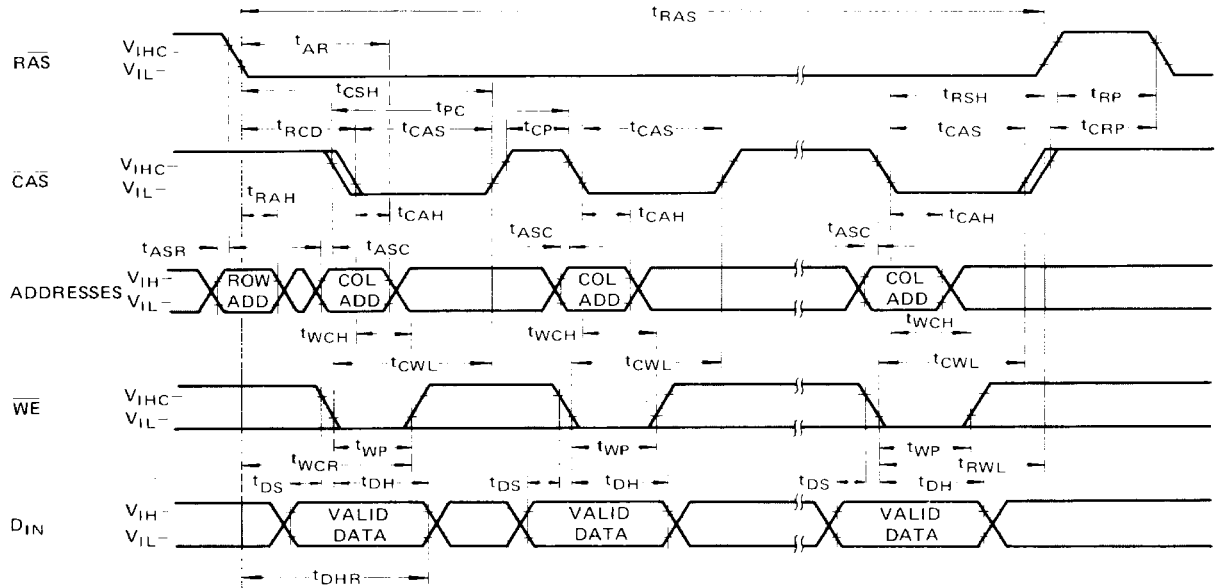 tRAS
tAR
RAS VIHC
VIL
tCSH
tPC
tRSH tRP
tRCD tCAS tCP tCAS tCAS tCRP
CAS VIHC
VIL
tRAH
tCAH tCAH tCAH
tASR tASC tASC tASC
ADDRESSES VIH
VIL
ROW ADD COL ADD COL ADD COL ADD
tWCH tWCH tWCH
tCWL tCWL tCWL
WE VIHC
VIL
tWP tWP tWP
tWCR tRWL
tDS tDH tDS tDH tDS tDH
DIN VIH
VIL
VALID DATA VALID DATA VALID DATA
tDHR